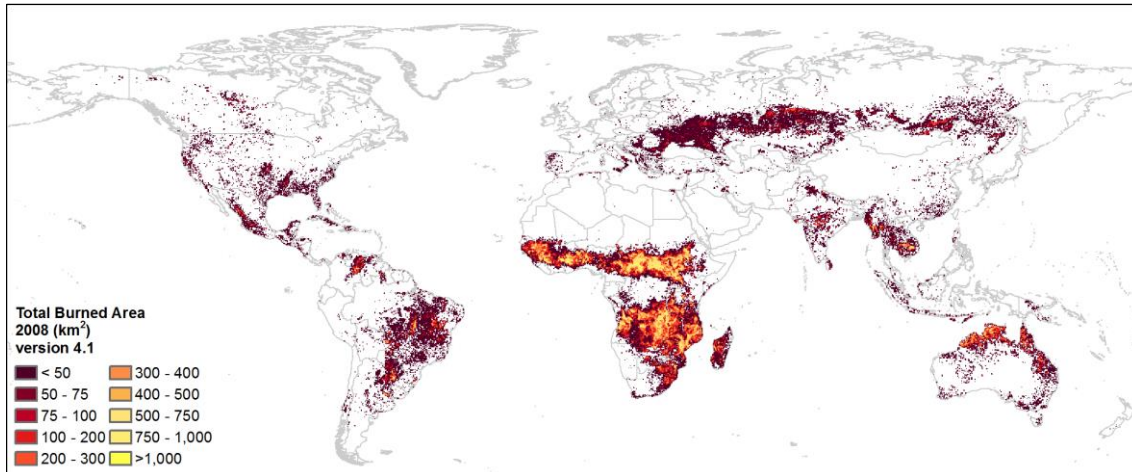 Total Burned Area
2008 (km²)
version 4.1
< 50
50 - 75
75 - 100
100 - 200
200 - 300
300 - 400
400 - 500
500 - 750
750 - 1,000
>1,000